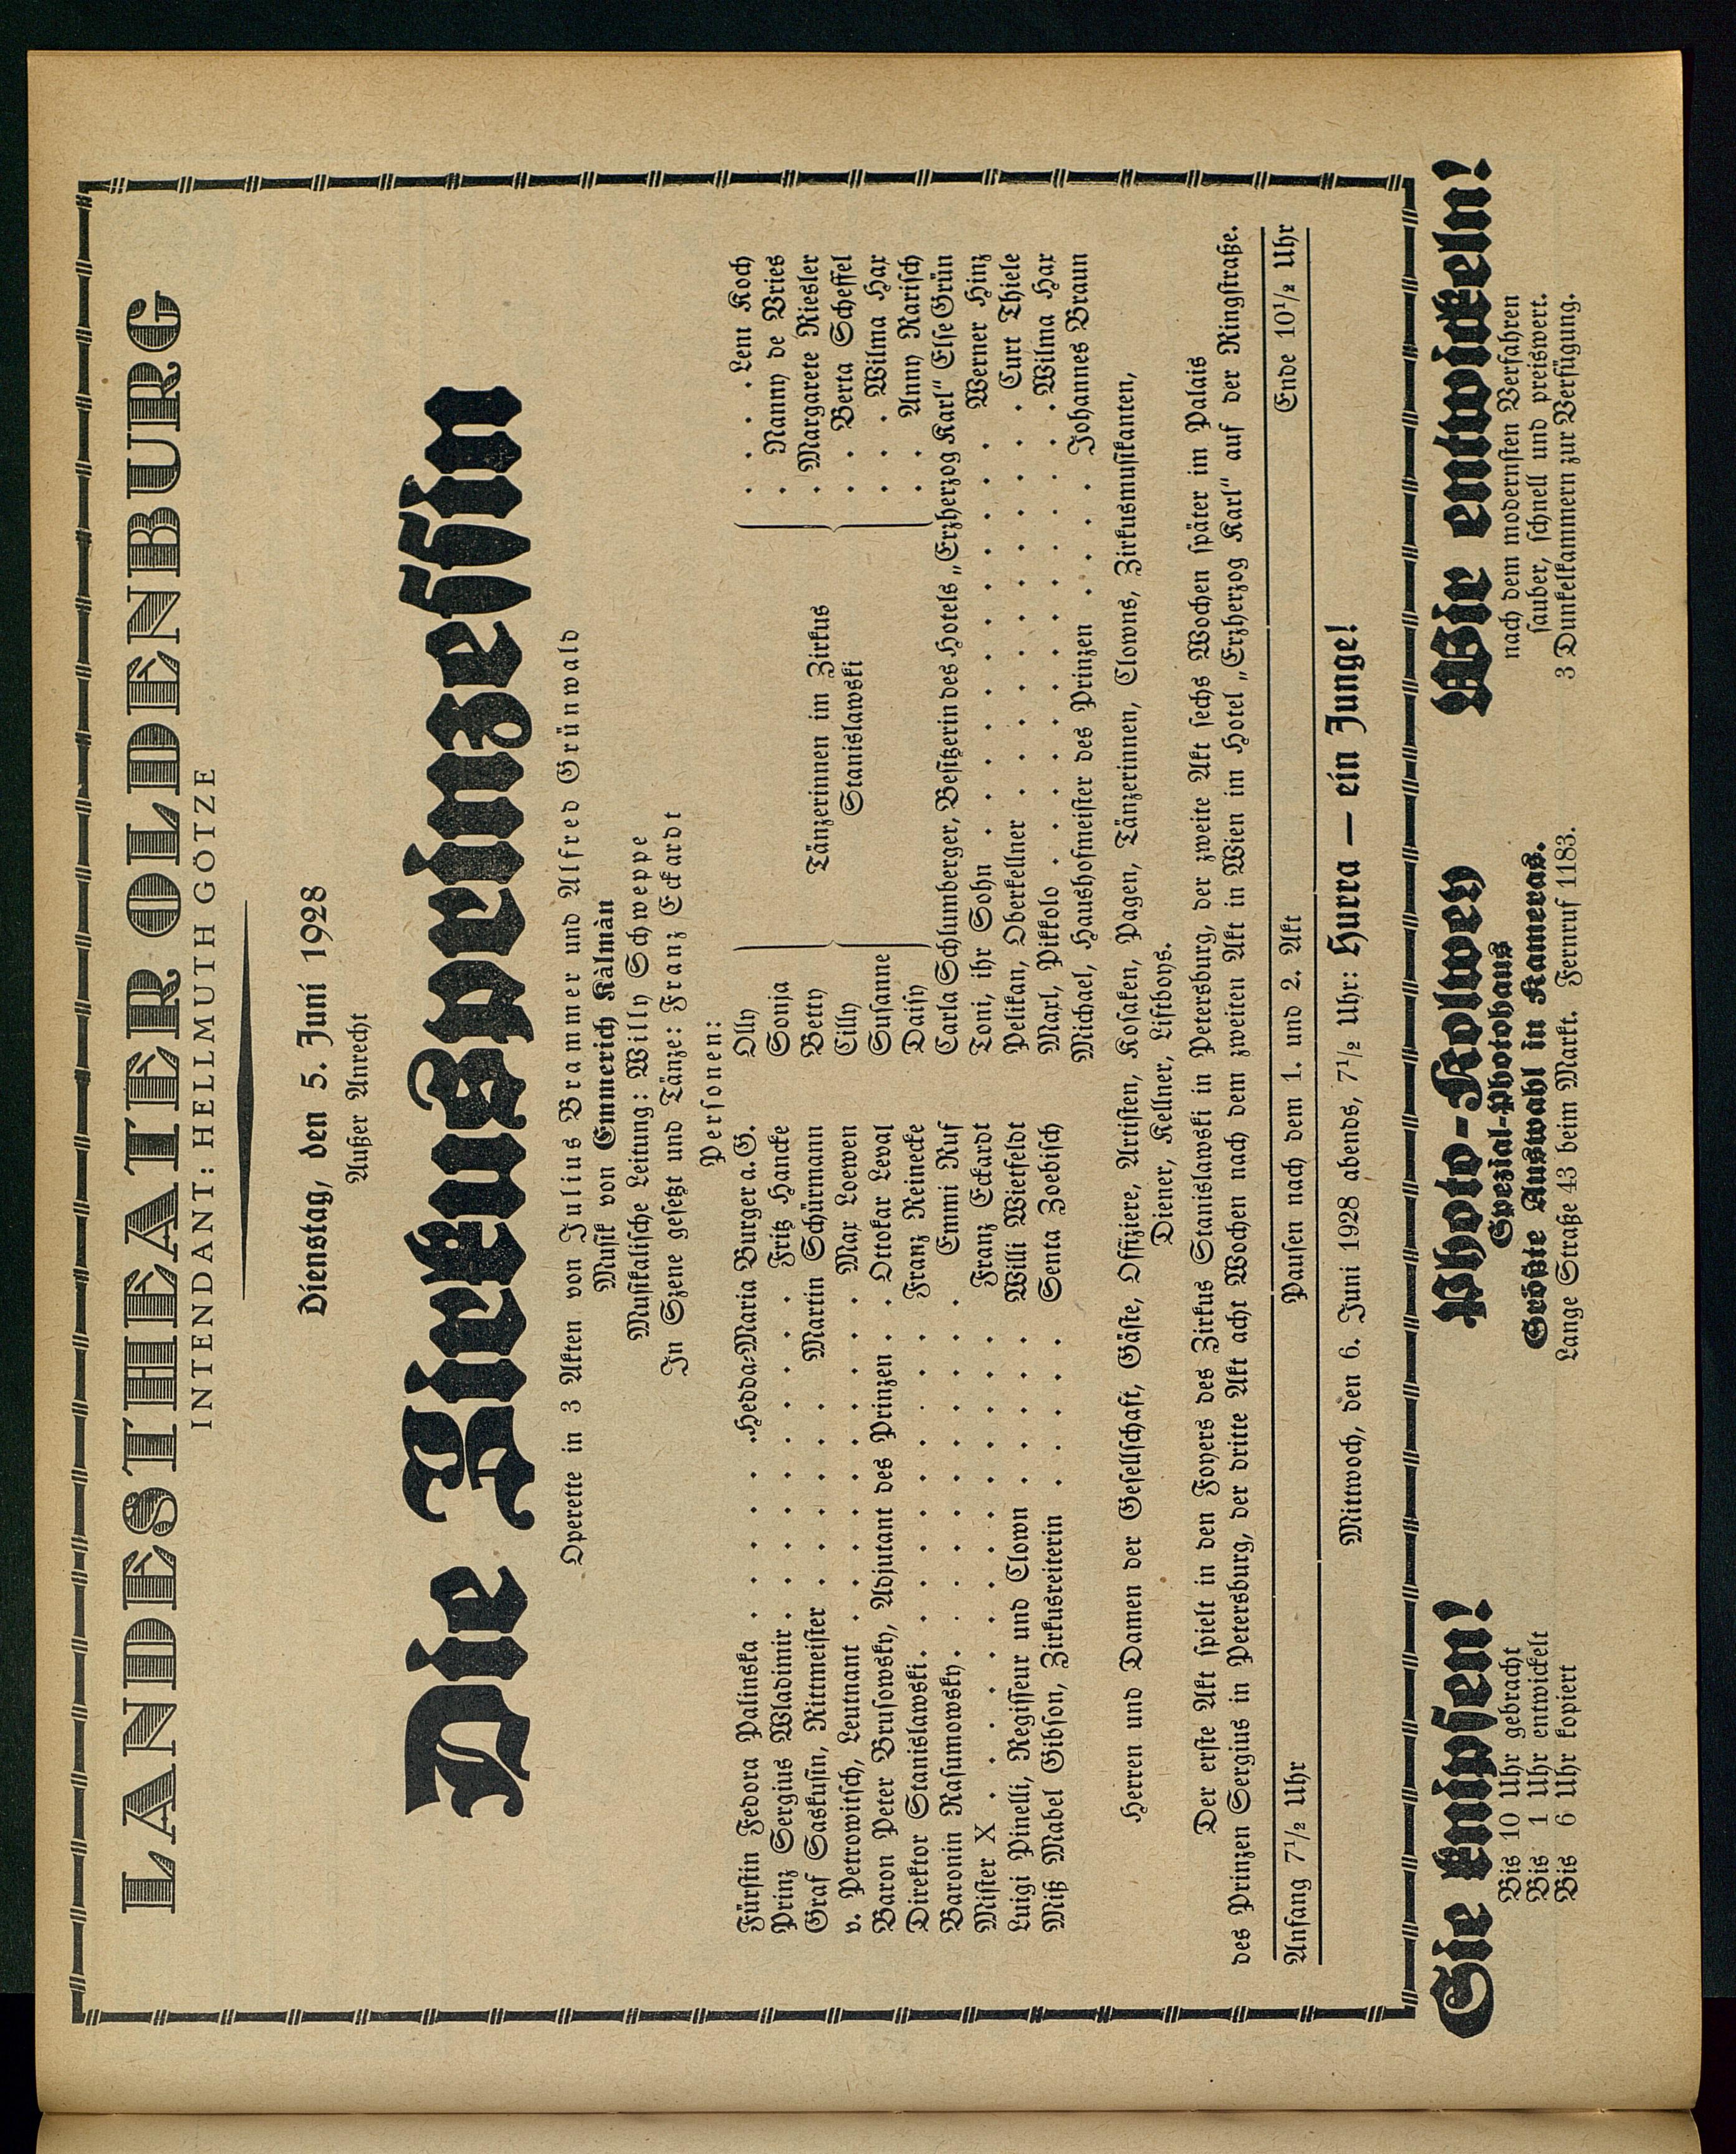 LANDESTHEATER OLDENBURG
INTENDANT: HELLMUTH GÖTZE
Dienstag, den 5. Juni 1928
Außer Anrecht
Die Zirkusprinzessin
Operette in 3 Akten von Julius Brammer und Alfred Grünwald
Musik von Emmerich Kàlmàn
Musikalische Leitung: Willy Schweppe
In Szene gesetzt und Tänze: Franz Eckardt
Personen:
Fürstin Fedora Palinska . . . . . Hedda-Maria Burger a. G.
Prinz Sergius Wladimir . . . . . . . . Fritz Hancke
Graf Saskusin, Rittmeister . . . . . . Martin Schürmann
v. Petrowitsch, Leutnant . . . . . . . . Max Loewen
Baron Peter Brusowsky, Adjutant des Prinzen . . Ottokar Leval
Direktor Stanislawski . . . . . . . . Franz Reinecke
Baronin Rasumowsky . . . . . . . . Emmi Ruf
Mister X . . . . . . . . . . . Franz Eckardt
Luigi Pinelli, Regisseur und Clown . . . . . Willi Wiefeldt
Miß Mabel Gibson, Zirkusreiterin . . . . . Senta Zoebisch
Olly . . . . Leni Koch
Sonja . Nanny de Vries
Betty . Margarete Riesler
Cilly . . . Berta Scheffel
Susanne . . . . Wilma Hax
Daisy . . . Anny Rarisch
Tänzerinnen im Zirkus
Stanislawski
Carla Schlumberger, Besitzerin des Hotels „Erzherzog Karl" Else Grün
Toni, ihr Sohn . . . . . . . . . . . . Werner Hinz
Pelikan, Oberkellner . . . . . . . . . . . . Curt Thiele
Marl, Pikkolo . . . . . . . . . . . . Wilma Hax
Michael, Haushofmeister des Prinzen . . . . Johannes Braun
Herren und Damen der Gesellschaft, Gäste, Offiziere, Artisten, Kosaken, Pagen, Tänzerinnen, Clowns, Zirkusmusikanten,
Diener, Kellner, Liftboys.
Der erste Akt spielt in den Foyers des Zirkus Stanislawski in Petersburg, der zweite Akt sechs Wochen später im Palais
des Prinzen Sergius in Petersburg, der dritte Akt acht Wochen nach dem zweiten Akt in Wien im Hotel „Erzherzog Karl" auf der Ringstraße.
Anfang 7½ Uhr Pausen nach dem 1. und 2. Akt Ende 10½ Uhr
Mittwoch, den 6. Juni 1928 abends, 7½ Uhr: Hurra — ein Junge!
Sie knipsen!
Bis 10 Uhr gebracht
Bis 1 Uhr entwickelt
Bis 6 Uhr kopiert
Photo-Kolwey
Spezial-Photohaus
Größte Auswahl in Kameras.
Lange Straße 43 beim Markt. Fernruf 1183.
Wir entwickeln!
nach dem modernsten Verfahren
sauber, schnell und preiswert.
3 Dunkelkammern zur Verfügung.